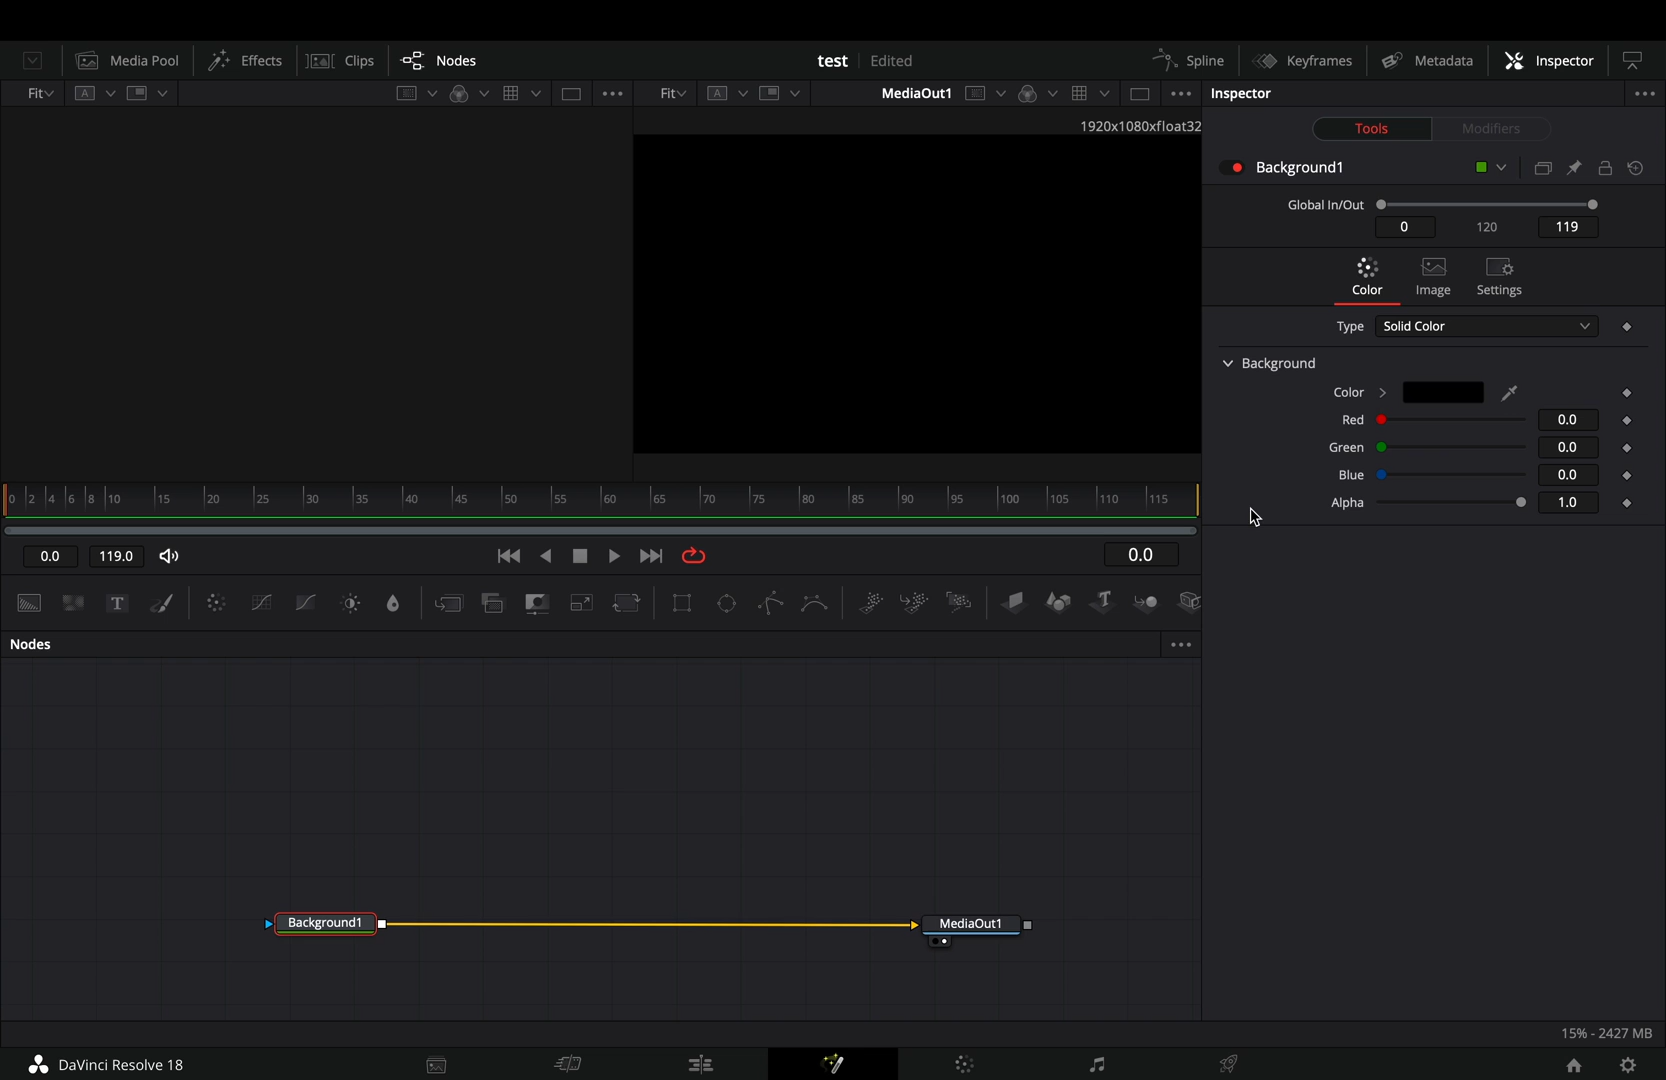 Media Pool Effects Clips Nodes test Edited Spline Keyframes Metadata Inspector
Fit A Fit A MediaOut1 Inspector
1920x1080xfloat32
Tools Modifiers
Background1
Global In/Out
0 120 119
Color Image Settings
Type Solid Color
Background
Color
Red 0.0
Green 0.0
Blue 0.0
Alpha 1.0
0 2 4 6 8 10 15 20 25 30 35 40 45 50 55 60 65 70 75 80 85 90 95 100 105 110 115
0.0 119.0 0.0
T T
Nodes
Background1 MediaOut1
15% - 2427 MB
DaVinci Resolve 18